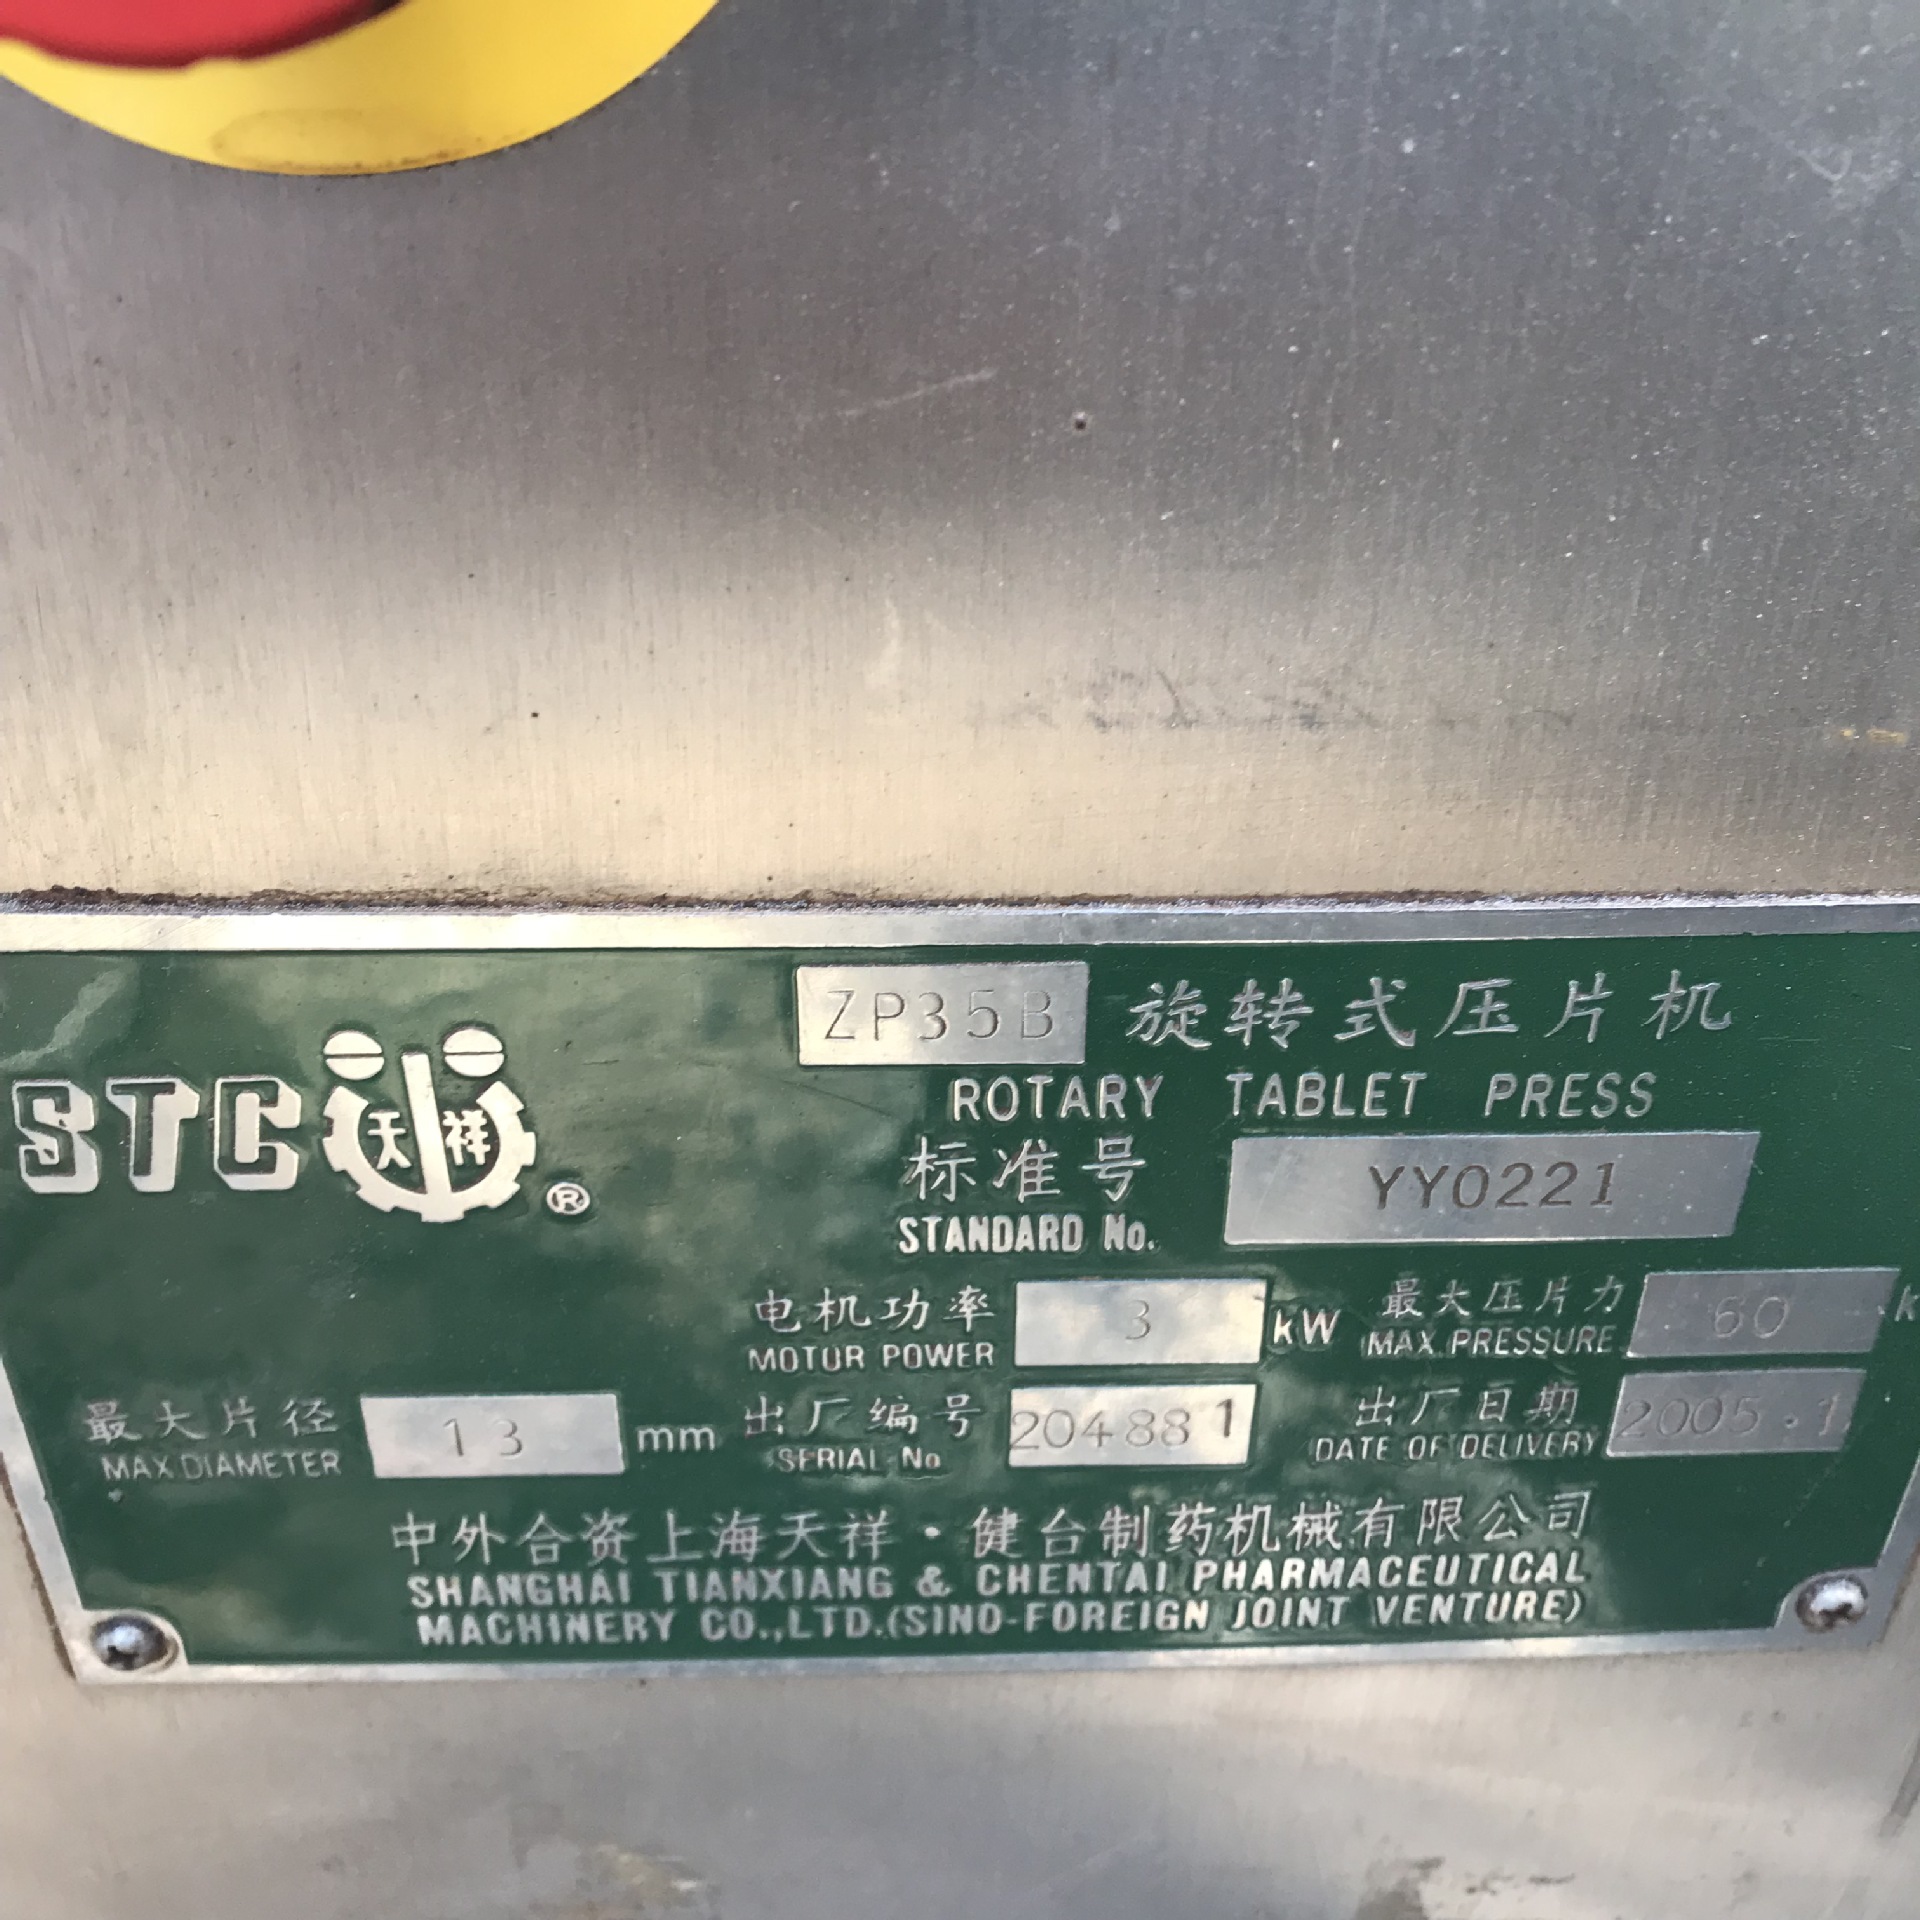 ZP35B 旋转式压片机
ROTARY TABLET PRESS
STC 天祥 ®
标准号 YY0221
STANDARD No.
电机功率 3 kW 最大压片力 60 k
MOTOR POWER MAX.PRESSURE
最大片径 13 mm 出厂编号 204881 出厂日期 2005.1
MAX DIAMETER SERIAL No DATE OF DELIVERY
中外合资上海天祥·健台制药机械有限公司
SHANGHAI TIANXIANG & CHENTAI PHARMACEUTICAL
MACHINERY CO.,LTD.(SINO-FOREIGN JOINT VENTURE)